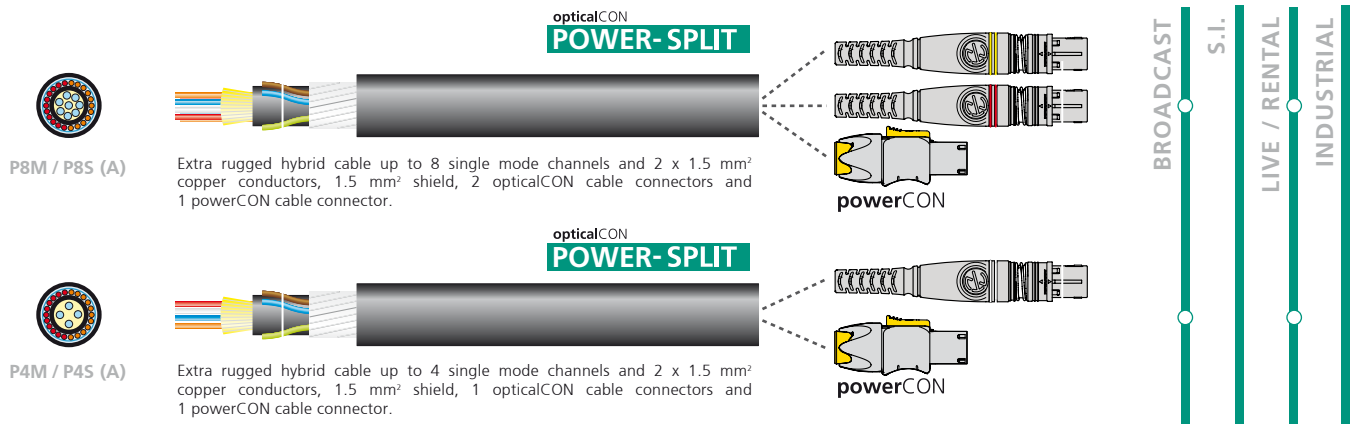 opticalCON
POWER-SPLIT
P8M / P8S (A)
Extra rugged hybrid cable up to 8 single mode channels and 2 x 1.5 mm²
copper conductors, 1.5 mm² shield, 2 opticalCON cable connectors and
1 powerCON cable connector.
powerCON
opticalCON
POWER-SPLIT
P4M / P4S (A)
Extra rugged hybrid cable up to 4 single mode channels and 2 x 1.5 mm²
copper conductors, 1.5 mm² shield, 1 opticalCON cable connectors and
1 powerCON cable connector.
powerCON
BROADCAST
S.I.
LIVE / RENTAL
INDUSTRIAL